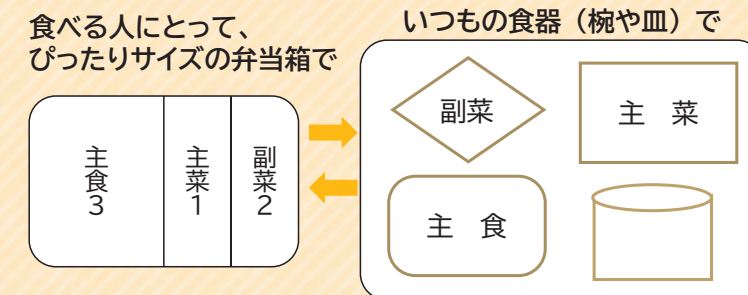 食べる人にとって、
ぴったりサイズの弁当箱で
主食3
主菜1
副菜2
いつもの食器（椀や皿）で
副菜
主　菜
主　食